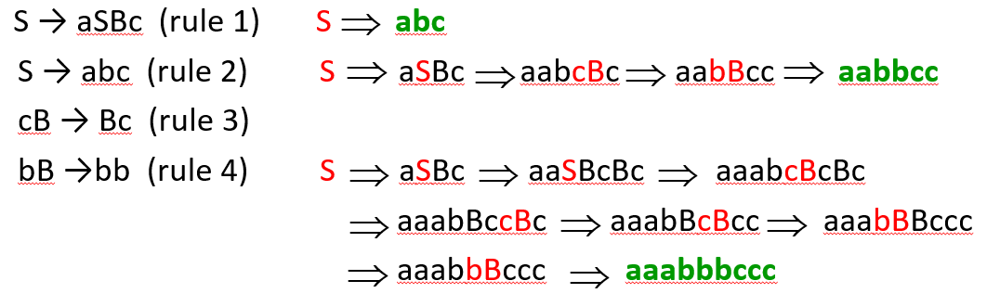 S → aSBc (rule 1) S ⟹ abc
S → abc (rule 2) S ⟹ aSBc ⟹ aabcBc ⟹ aabBcc ⟹ aabbcc
cB → Bc (rule 3)
bB →bb (rule 4) S ⟹ aSBc ⟹ aaSBcBc ⟹ aaabcBcBc
⟹ aaabBccBc ⟹ aaabBcBcc ⟹ aaabBBccc
⟹ aaabbBccc ⟹ aaabbbccc